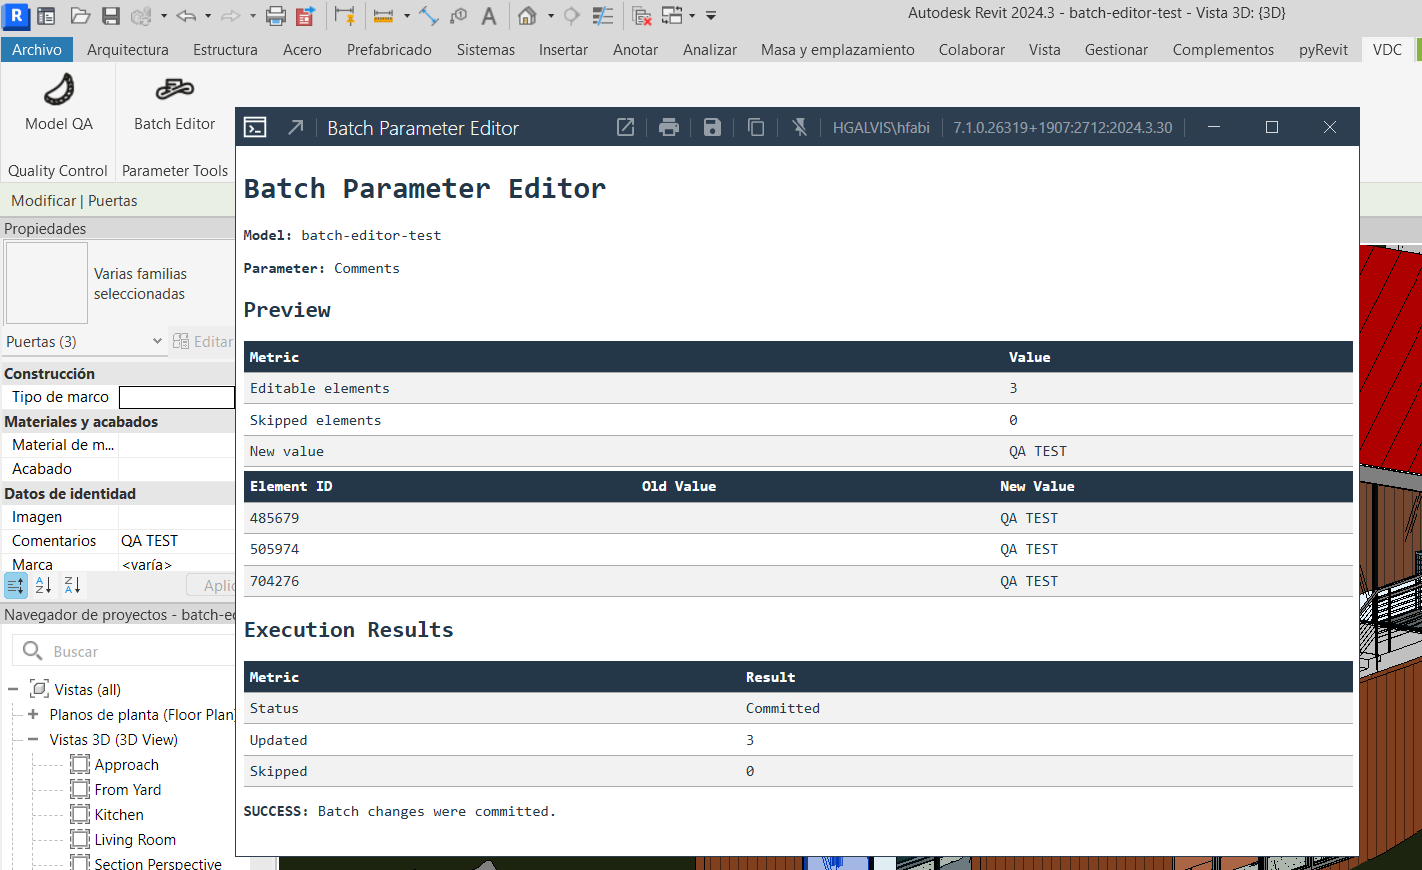 Autodesk Revit 2024.3 - batch-editor-test - Vista 3D: {3D}
Archivo Arquitectura Estructura Acero Prefabricado Sistemas Insertar Anotar Analizar Masa y emplazamiento Colaborar Vista Gestionar Complementos pyRevit VDC
Model QA
Batch Editor
Quality Control
Parameter Tools
Modificar | Puertas
Propiedades
Varias familias
seleccionadas
Puertas (3)
Editar
Construcción
Tipo de marco
Materiales y acabados
Material de m...
Acabado
Datos de identidad
Imagen
Comentarios QA TEST
Marca <varía>
Aplic
Navegador de proyectos - batch-ed
Buscar
Vistas (all)
Planos de planta (Floor Plan)
Vistas 3D (3D View)
Approach
From Yard
Kitchen
Living Room
Section Perspective
Batch Parameter Editor HGALVIS\hfabi 7.1.0.26319+1907:2712:2024.3.30
Batch Parameter Editor
Model: batch-editor-test
Parameter: Comments
Preview
Metric Value
Editable elements 3
Skipped elements 0
New value QA TEST
Element ID Old Value New Value
485679 QA TEST
505974 QA TEST
704276 QA TEST
Execution Results
Metric Result
Status Committed
Updated 3
Skipped 0
SUCCESS: Batch changes were committed.